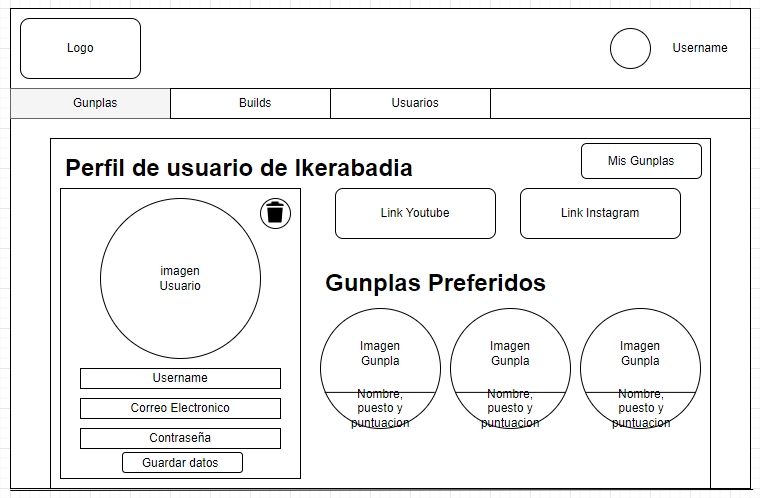 Logo
Username
Gunplas
Builds
Usuarios
Perfil de usuario de Ikerabadia
Mis Gunplas
imagen
Usuario
Username
Correo Electronico
Contraseña
Guardar datos
Link Youtube
Link Instagram
Gunplas Preferidos
Imagen
Gunpla
Nombre,
puesto y
puntuacion
Imagen
Gunpla
Nombre,
puesto y
puntuacion
Imagen
Gunpla
Nombre,
puesto y
puntuacion